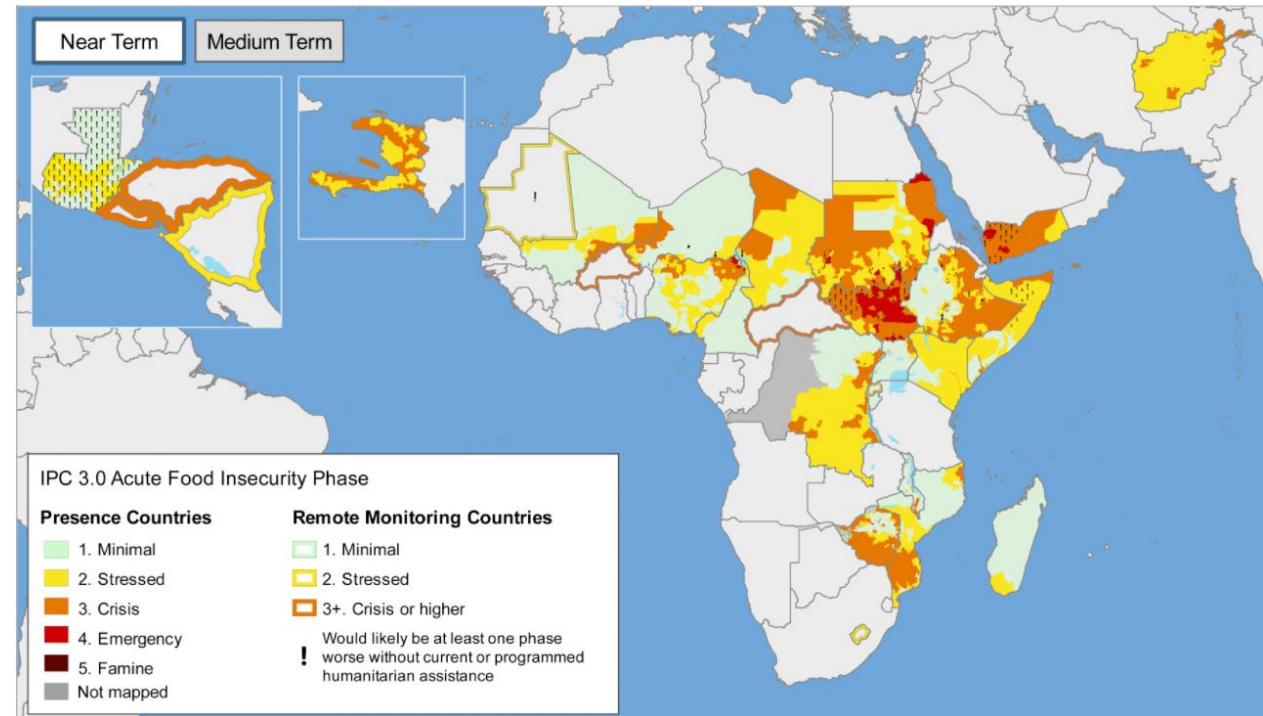 Near Term
Medium Term
IPC 3.0 Acute Food Insecurity Phase
Presence Countries
1. Minimal
2. Stressed
3. Crisis
4. Emergency
5. Famine
Not mapped
Remote Monitoring Countries
1. Minimal
2. Stressed
3+. Crisis or higher
! Would likely be at least one phase
worse without current or programmed
humanitarian assistance